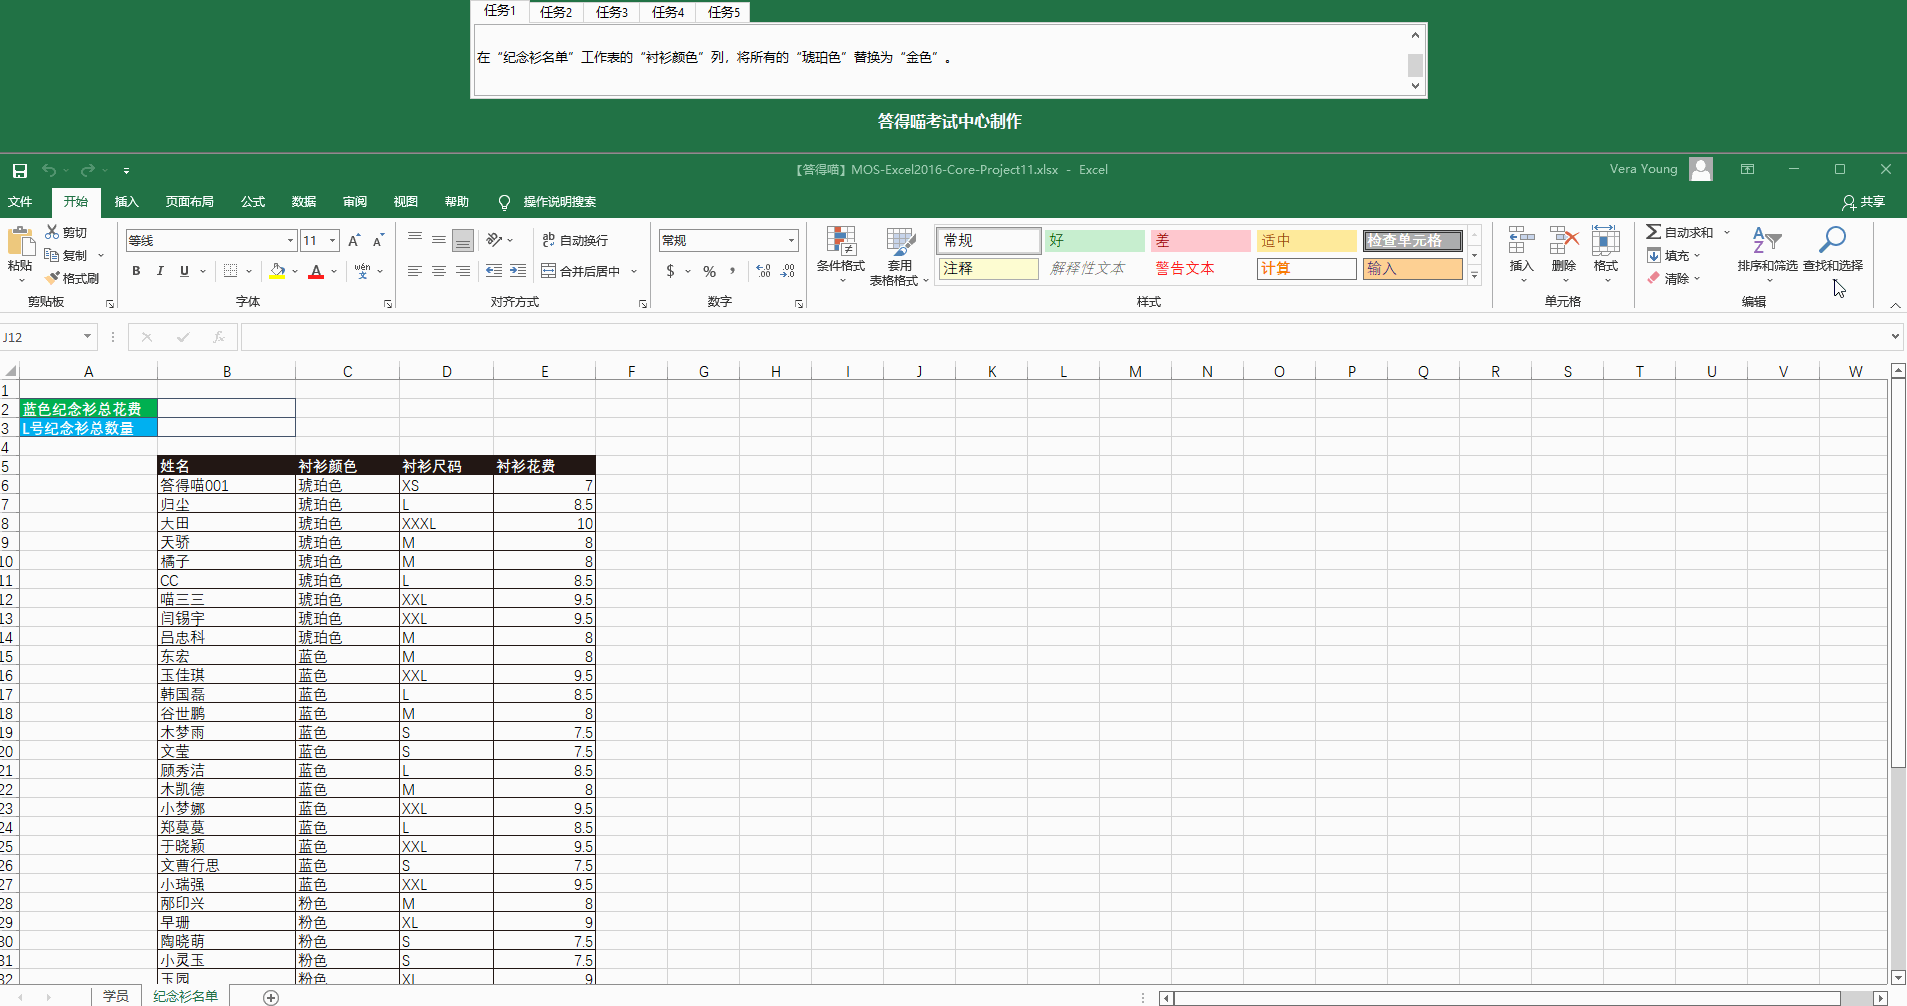 任务1 任务2 任务3 任务4 任务5
在“纪念衫名单”工作表的“衬衫颜色”列，将所有的“琥珀色”替换为“金色”。
答得喵考试中心制作
【答得喵】MOS-Excel2016-Core-Project11.xlsx - Excel
Vera Young
文件 开始 插入 页面布局 公式 数据 审阅 视图 帮助 操作说明搜索 共享
粘贴 剪切 复制 格式刷 剪贴板
等线 11 B I U A wén 文 字体
自动换行 合并后居中 对齐方式
常规 $ % , 数字
条件格式 套用 表格格式
常规 好 差 适中 检查单元格
注释 解释性文本 警告文本 计算 输入
样式
插入 删除 格式 单元格
自动求和 填充 清除 排序和筛选 查找和选择 编辑
J12 fx
A B C D E F G H I J K L M N O P Q R S T U V W
1
2 蓝色纪念衫总花费
3 L号纪念衫总数量
4
5 姓名 衬衫颜色 衬衫尺码 衬衫花费
6 答得喵001 琥珀色 XS 7
7 归尘 琥珀色 L 8.5
8 大田 琥珀色 XXXL 10
9 天骄 琥珀色 M 8
10 橘子 琥珀色 M 8
11 CC 琥珀色 L 8.5
12 喵三三 琥珀色 XXL 9.5
13 闫锡宇 琥珀色 XXL 9.5
14 吕忠科 琥珀色 M 8
15 东宏 蓝色 M 8
16 玉佳琪 蓝色 XXL 9.5
17 韩国磊 蓝色 L 8.5
18 谷世鹏 蓝色 M 8
19 木梦雨 蓝色 S 7.5
20 文莹 蓝色 S 7.5
21 顾秀洁 蓝色 L 8.5
22 木凯德 蓝色 M 8
23 小梦娜 蓝色 XXL 9.5
24 郑蔓蔓 蓝色 L 8.5
25 于晓颖 蓝色 XXL 9.5
26 文曹行思 蓝色 S 7.5
27 小瑞强 蓝色 XXL 9.5
28 邴印兴 粉色 M 8
29 早珊 粉色 XL 9
30 陶晓萌 粉色 S 7.5
31 小灵玉 粉色 S 7.5
32 玉园 粉色 XL 9
学员 纪念衫名单